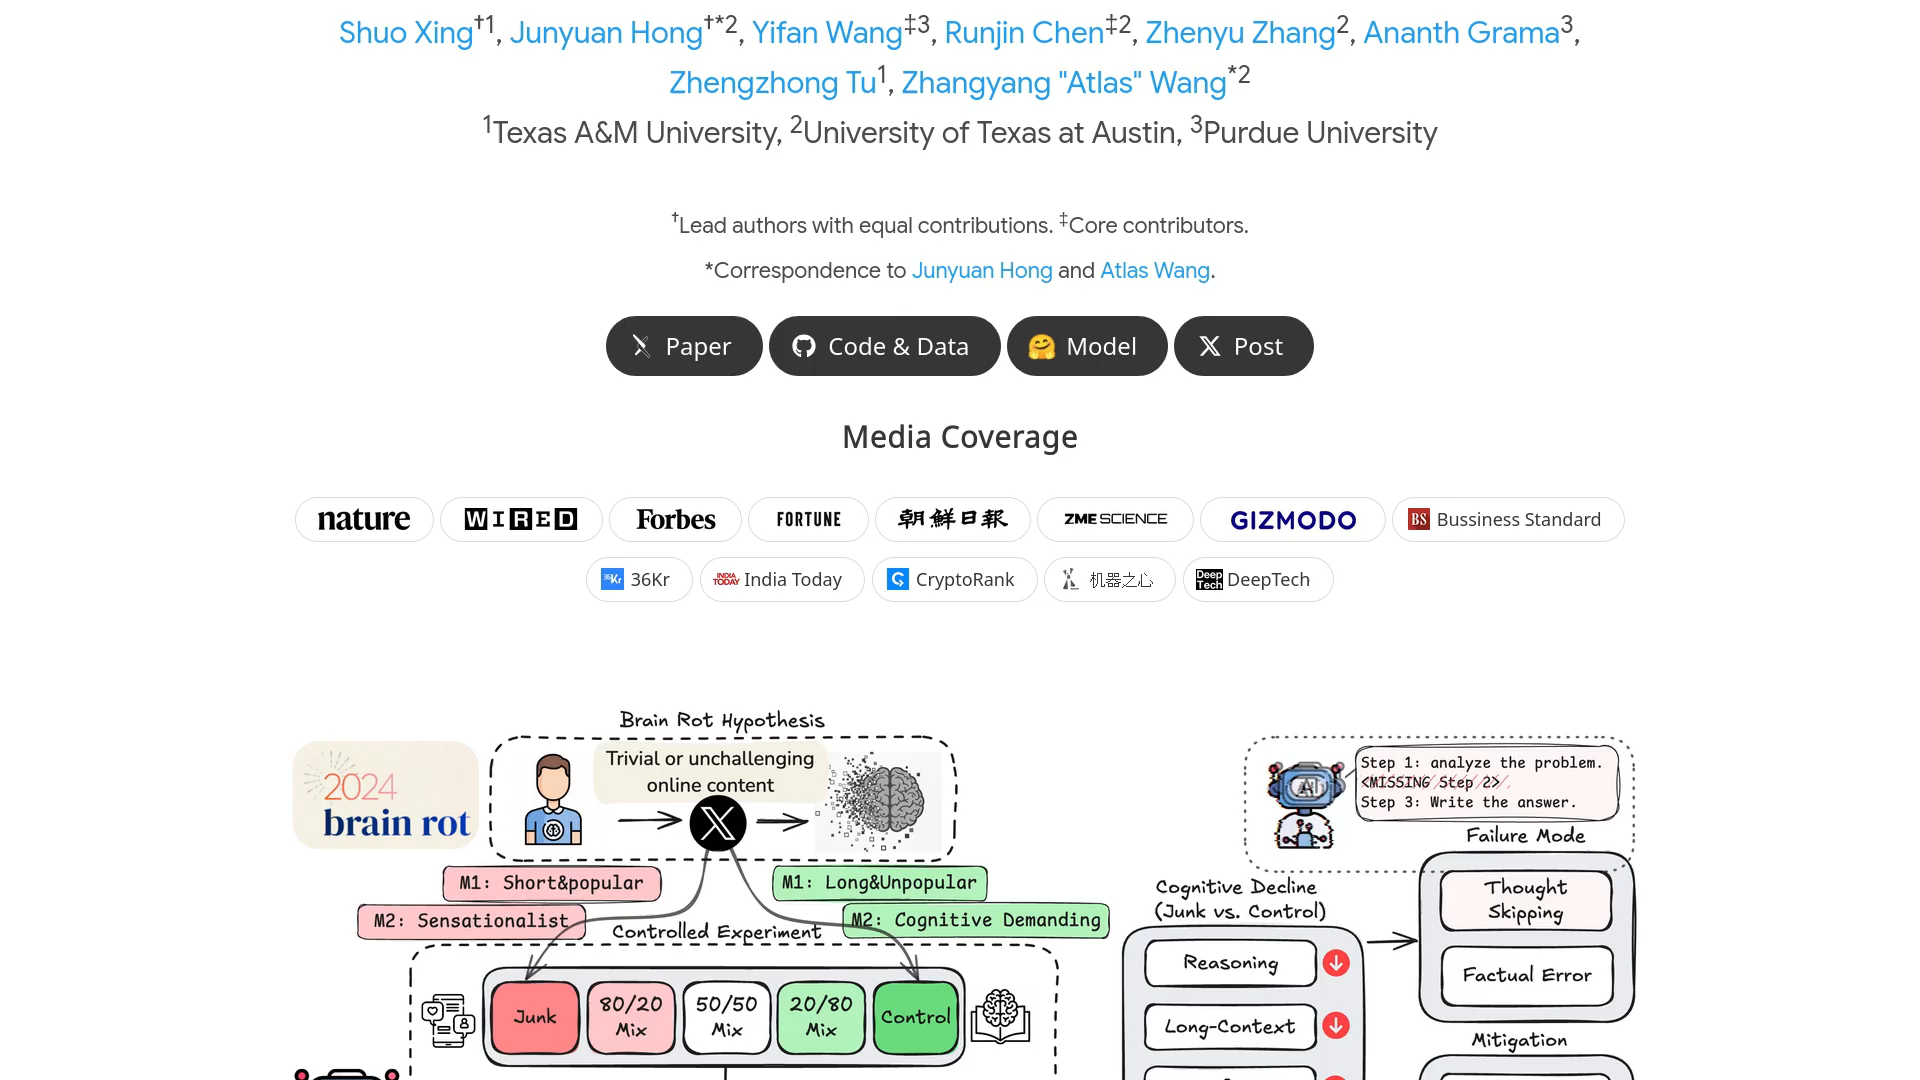 Shuo Xing†1, Junyuan Hong†*2, Yifan Wang‡3, Runjin Chen‡2, Zhenyu Zhang2, Ananth Grama3,
Zhengzhong Tu1, Zhangyang "Atlas" Wang*2
1Texas A&M University, 2University of Texas at Austin, 3Purdue University
†Lead authors with equal contributions. ‡Core contributors.
*Correspondence to Junyuan Hong and Atlas Wang.
Paper Code & Data Model Post
Media Coverage
nature WIRED Forbes FORTUNE 朝鮮日報 ZME SCIENCE GIZMODO BS Bussiness Standard
36Kr 36Kr INDIA TODAY India Today CryptoRank 机器之心 Deep Tech DeepTech
Brain Rot Hypothesis
2024
brain rot
Trivial or unchallenging
online content
M1: Short&popular
M2: Sensationalist
M1: Long&Unpopular
M2: Cognitive Demanding
Controlled Experiment
Junk
80/20
Mix
50/50
Mix
20/80
Mix
Control
AI
Step 1: analyze the problem.
<MISSING Step 2>
Step 3: Write the answer.
Failure Mode
Thought
Skipping
Factual Error
Cognitive Decline
(Junk vs. Control)
Reasoning
Long-Context
Mitigation